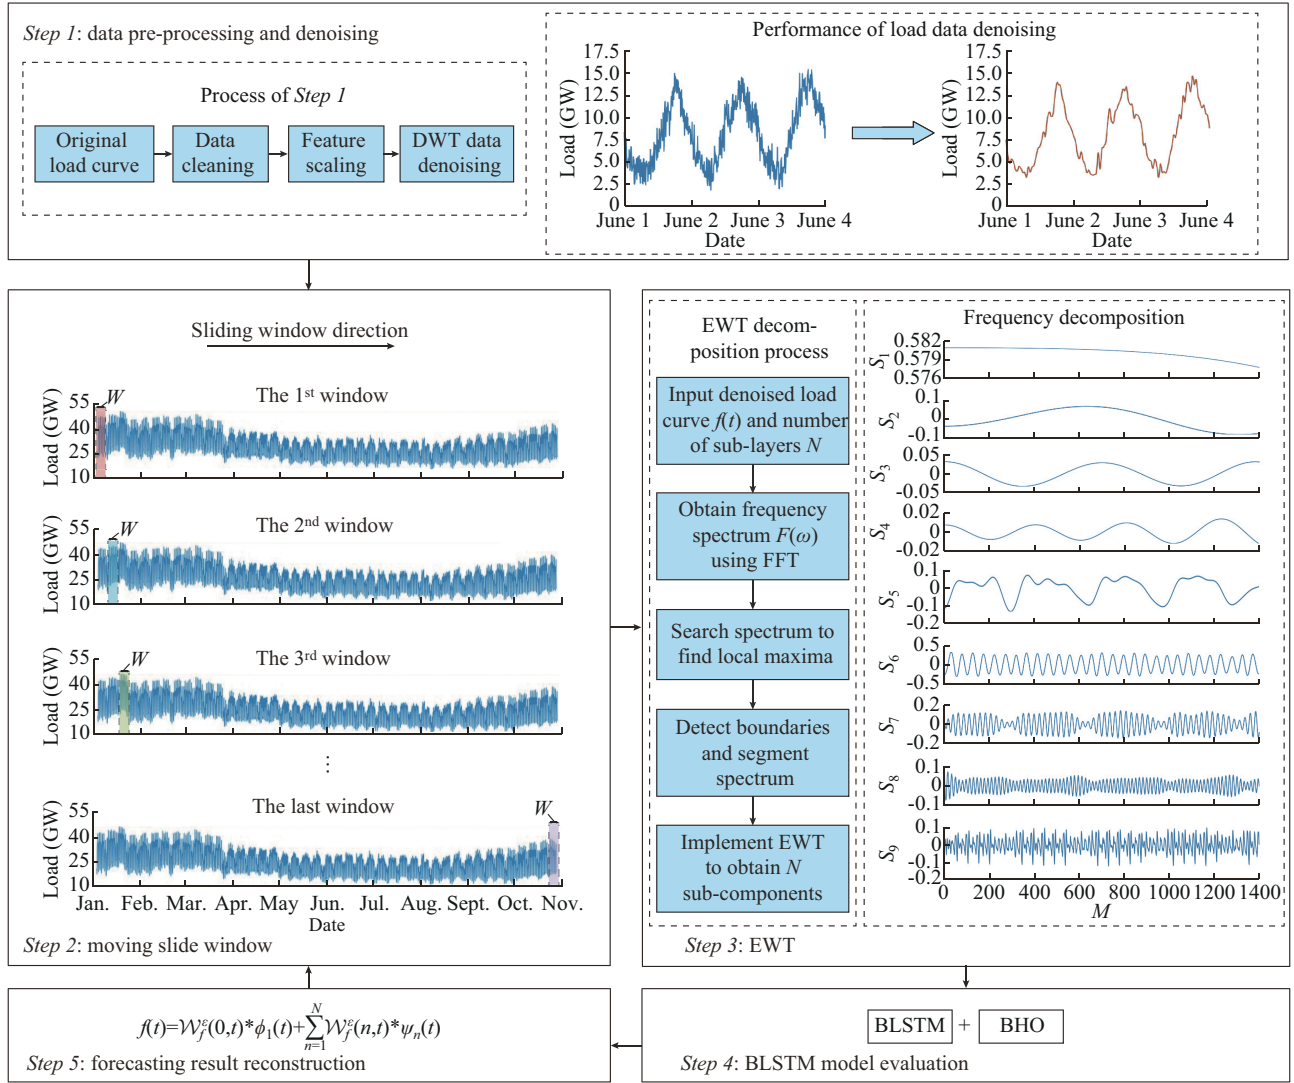 Step 1: data pre-processing and denoising
Process of Step 1
Original
load curve
Data
cleaning
Feature
scaling
DWT data
denoising
Performance of load data denoising
Load (GW)
17.5
15.0
12.5
10.0
7.5
5.0
12.5
0
June 1 June 2 June 3 June 4
Date
Load (GW)
17.5
15.0
12.5
10.0
7.5
5.0
12.5
0
June 1 June 2 June 3 June 4
Date
Sliding window direction
The 1st window
W
Load (GW)
55
40
25
10
The 2nd window
W
Load (GW)
55
40
25
10
The 3rd window
W
Load (GW)
55
40
25
10
⋮
The last window
W
Load (GW)
55
40
25
10
Jan. Feb. Mar. Apr. May Jun. Jul. Aug. Sept. Oct. Nov.
Date
Step 2: moving slide window
EWT decom-
position process
Input denoised load
curve f(t) and number
of sub-layers N
Obtain frequency
spectrum F(ω)
using FFT
Search spectrum to
find local maxima
Detect boundaries
and segment
spectrum
Implement EWT
to obtain N
sub-components
Frequency decomposition
S1
0.582
0.579
0.576
S2
0.1
0
-0.1
S3
0.05
0
-0.05
S4
0.02
0
-0.02
S5
0.1
0
-0.1
-0.2
S6
0.5
0
-0.5
S7
0.2
0
-0.2
S8
0.1
0
-0.1
S9
0.1
0
-0.1
-0.2
0 200 400 600 800 1000 1200 1400
M
Step 3: EWT
BLSTM + BHO
Step 4: BLSTM model evaluation
f(t)=𝒲_f^ε(0,t)*ϕ_1(t)+∑_{n=1}^{N}𝒲_f^ε(n,t)*ψ_n(t)
Step 5: forecasting result reconstruction